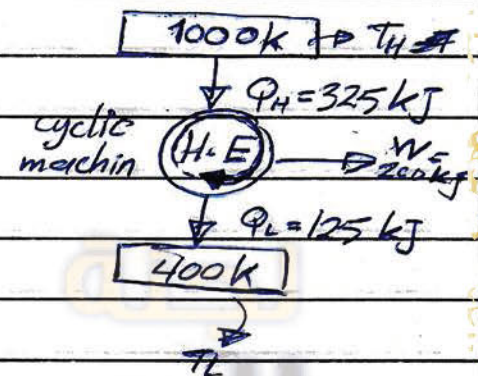 1000k → TH
QH = 325 kJ
cyclic
machin
H.E
W =
200kJ
QL = 125 kJ
400k
TL